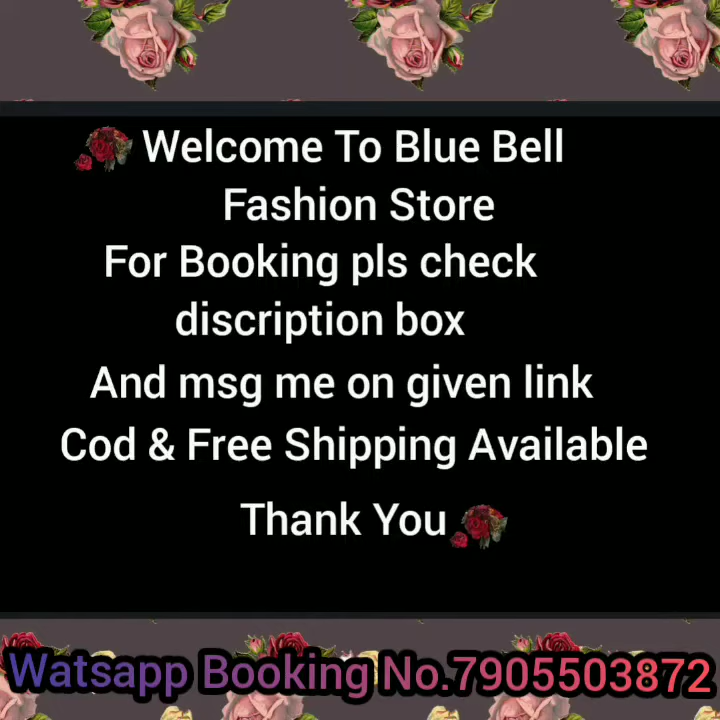 Welcome To Blue Bell
Fashion Store
For Booking pls check
discription box
And msg me on given link
Cod & Free Shipping Available
Thank You
Watsapp Booking No.7905503872